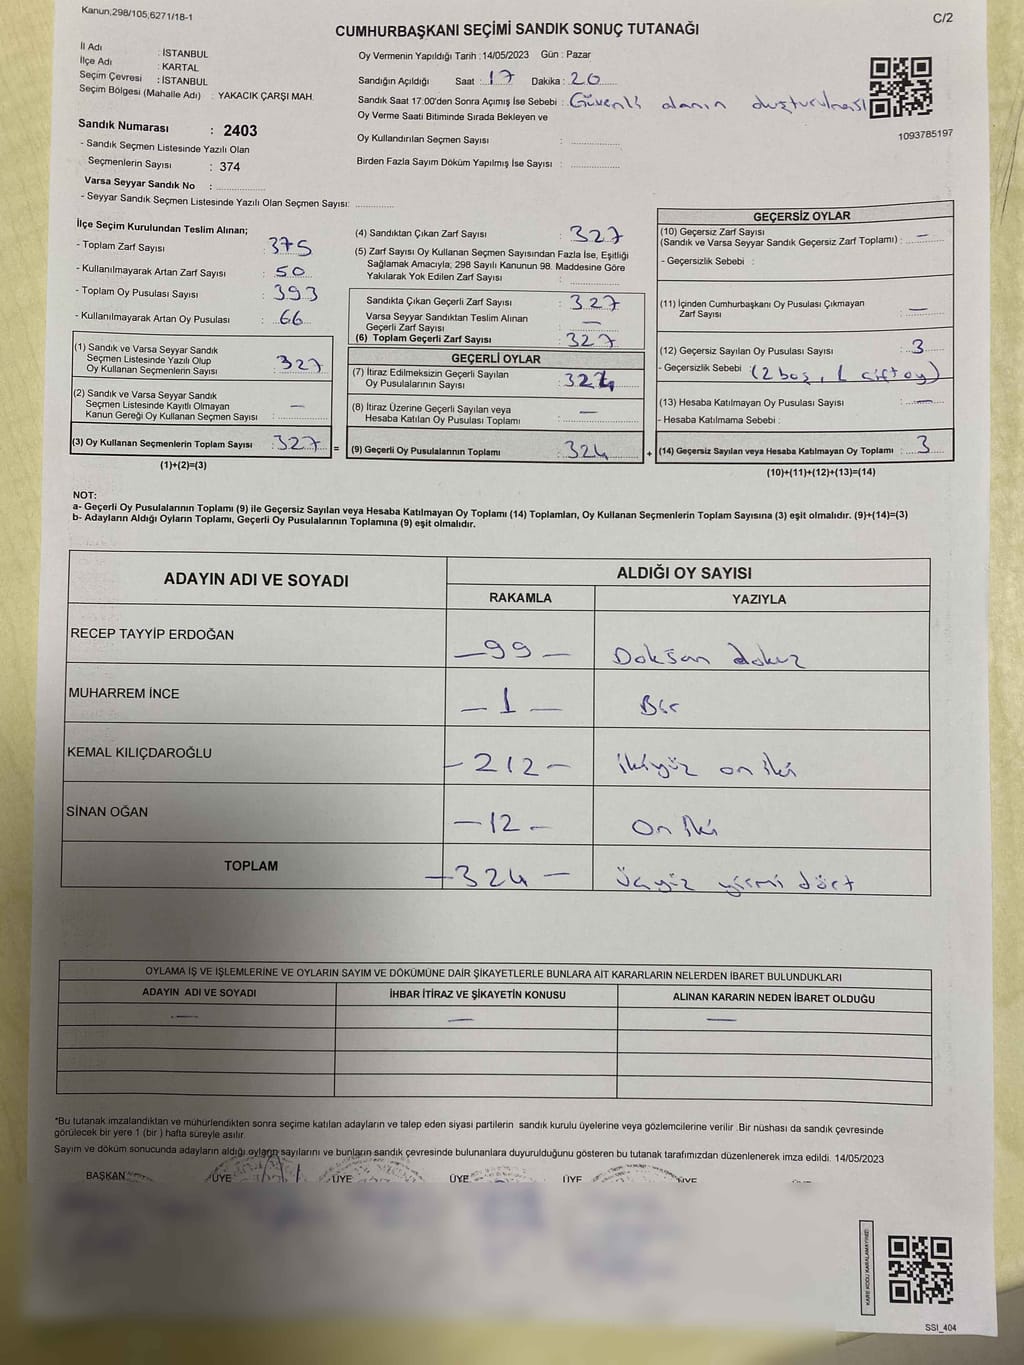 Kanun;298/105,6271/18-1
C/2
CUMHURBAŞKANI SEÇİMİ SANDIK SONUÇ TUTANAĞI
İl Adı : İSTANBUL
İlçe Adı : KARTAL
Seçim Çevresi : İSTANBUL
Seçim Bölgesi (Mahalle Adı) : YAKACIK ÇARŞI MAH.
Oy Vermenin Yapıldığı Tarih : 14/05/2023 Gün : Pazar
Sandığın Açıldığı Saat : 17 Dakika : 20
Sandık Saat 17:00'den Sonra Açımış İse Sebebi : Güvenli alanın oluşturulması
Oy Verme Saati Bitiminde Sırada Bekleyen ve
Oy Kullandırılan Seçmen Sayısı :
Birden Fazla Sayım Döküm Yapılmış İse Sayısı :
1093785197
Sandık Numarası : 2403
- Sandık Seçmen Listesinde Yazılı Olan
Seçmenlerin Sayısı : 374
Varsa Seyyar Sandık No :
- Seyyar Sandık Seçmen Listesinde Yazılı Olan Seçmen Sayısı:
İlçe Seçim Kurulundan Teslim Alınan;
- Toplam Zarf Sayısı : 375
- Kullanılmayarak Artan Zarf Sayısı : 50
- Toplam Oy Pusulası Sayısı : 393
- Kullanılmayarak Artan Oy Pusulası : 66
(1) Sandık ve Varsa Seyyar Sandık
Seçmen Listesinde Yazılı Olup
Oy Kullanan Seçmenlerin Sayısı : 327
(2) Sandık ve Varsa Seyyar Sandık
Seçmen Listesinde Kayıtlı Olmayan
Kanun Gereği Oy Kullanan Seçmen Sayısı : —
(3) Oy Kullanan Seçmenlerin Toplam Sayısı : 327 =
(1)+(2)=(3)
(4) Sandıktan Çıkan Zarf Sayısı : 327
(5) Zarf Sayısı Oy Kullanan Seçmen Sayısından Fazla İse, Eşitliği
Sağlamak Amacıyla, 298 Sayılı Kanunun 98. Maddesine Göre
Yakılarak Yok Edilen Zarf Sayısı :
Sandıkta Çıkan Geçerli Zarf Sayısı : 327
Varsa Seyyar Sandıktan Teslim Alınan
Geçerli Zarf Sayısı : —
(6) Toplam Geçerli Zarf Sayısı : 327
GEÇERLİ OYLAR
(7) İtiraz Edilmeksizin Geçerli Sayılan
Oy Pusulalarının Sayısı : 324
(8) İtiraz Üzerine Geçerli Sayılan veya
Hesaba Katılan Oy Pusulası Toplamı : —
(9) Geçerli Oy Pusulalarının Toplamı : 324 +
GEÇERSİZ OYLAR
(10) Geçersiz Zarf Sayısı
(Sandık ve Varsa Seyyar Sandık Geçersiz Zarf Toplamı) : —
- Geçersizlik Sebebi :
(11) İçinden Cumhurbaşkanı Oy Pusulası Çıkmayan
Zarf Sayısı : —
(12) Geçersiz Sayılan Oy Pusulası Sayısı : 3
- Geçersizlik Sebebi : (2 boş, 1 çift oy)
(13) Hesaba Katılmayan Oy Pusulası Sayısı : —
- Hesaba Katılmama Sebebi :
(14) Geçersiz Sayılan veya Hesaba Katılmayan Oy Toplamı : 3
(10)+(11)+(12)+(13)=(14)
NOT:
a- Geçerli Oy Pusulalarının Toplamı (9) ile Geçersiz Sayılan veya Hesaba Katılmayan Oy Toplamı (14) Toplamları, Oy Kullanan Seçmenlerin Toplam Sayısına (3) eşit olmalıdır. (9)+(14)=(3)
b- Adayların Aldığı Oyların Toplamı, Geçerli Oy Pusulalarının Toplamına (9) eşit olmalıdır.
ADAYIN ADI VE SOYADI ALDIĞI OY SAYISI
RAKAMLA YAZIYLA
RECEP TAYYİP ERDOĞAN — 99 — Doksan dokuz
MUHARREM İNCE — 1 — Bir
KEMAL KILIÇDAROĞLU — 212 — ikiyüz on iki
SİNAN OĞAN — 12 — On iki
TOPLAM — 324 — üçyüz yirmi dört
OYLAMA İŞ VE İŞLEMLERİNE VE OYLARIN SAYIM VE DÖKÜMÜNE DAİR ŞİKAYETLERLE BUNLARA AİT KARARLARIN NELERDEN İBARET BULUNDUKLARI
ADAYIN ADI VE SOYADI İHBAR İTİRAZ VE ŞİKAYETİN KONUSU ALINAN KARARIN NEDEN İBARET OLDUĞU
— — —
*Bu tutanak imzalandıktan ve mühürlendikten sonra seçime katılan adayların ve talep eden siyasi partilerin sandık kurulu üyelerine veya gözlemcilerine verilir .Bir nüshası da sandık çevresinde
görülecek bir yere 1 (bir ) hafta süreyle asılır.
Sayım ve döküm sonucunda adayların aldığı oyların sayılarını ve bunların sandık çevresinde bulunanlara duyurulduğunu gösteren bu tutanak tarafımızdan düzenlenerek imza edildi. 14/05/2023
BAŞKAN ÜYE ÜYE ÜYE ÜYE ÜYE
KARE KODU KARALAMAYINIZ!
SSI_404